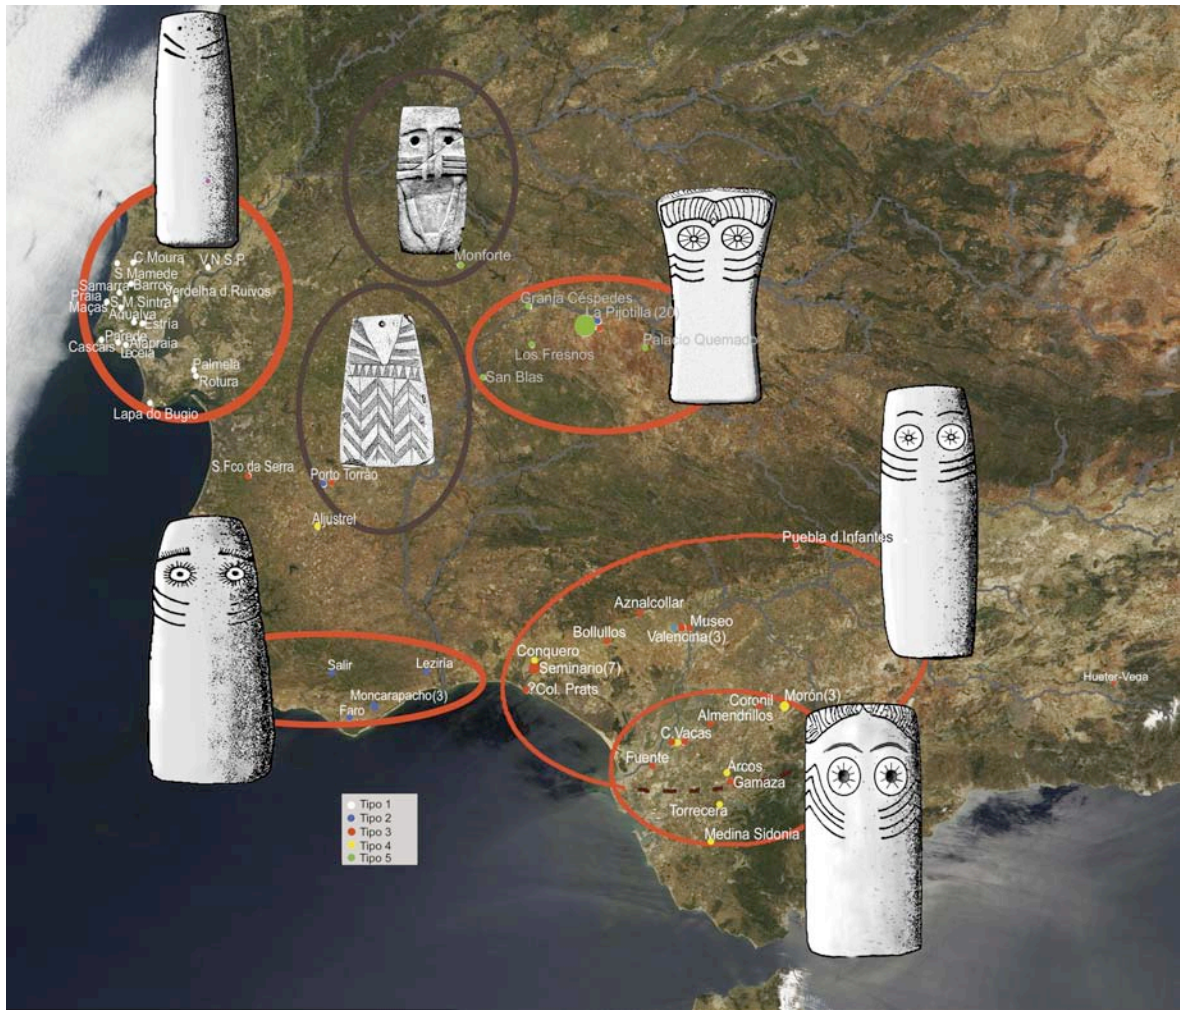 Monforte
C.Moura
V.N S.P.
S.Mamede
Samarra
Barros
Verdelha d.Ruivos
Praia
Maças
S.M.Sintra
Agualva
Estria
Parede
Alapraia
Cascais
Leceia
Palmela
Rotura
Lapa do Bugio
Granja Céspedes
La Pijotilla (20)
Los Fresnos
Palacio Quemado
San Blas
S.Fco da Serra
Porto Torrão
Aljustrel
Puebla d.Infantes
Aznalcollar
Museo
Valencina(3)
Bollullos
Conquero
Seminario(7)
?Col. Prats
Salir
Leziria
Moncarapacho(3)
Faro
Hueter-Vega
Coronil
Morón(3)
Almendrillos
C.Vacas
Fuente
Arcos
Gamaza
Torrecera
Medina Sidonia
Tipo 1
Tipo 2
Tipo 3
Tipo 4
Tipo 5